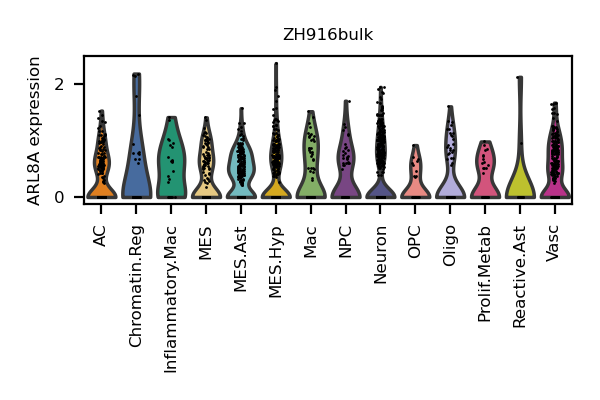 ZH916bulk
ARL8A expression
2
0
AC
Chromatin.Reg
Inflammatory.Mac
MES
MES.Ast
MES.Hyp
Mac
NPC
Neuron
OPC
Oligo
Prolif.Metab
Reactive.Ast
Vasc